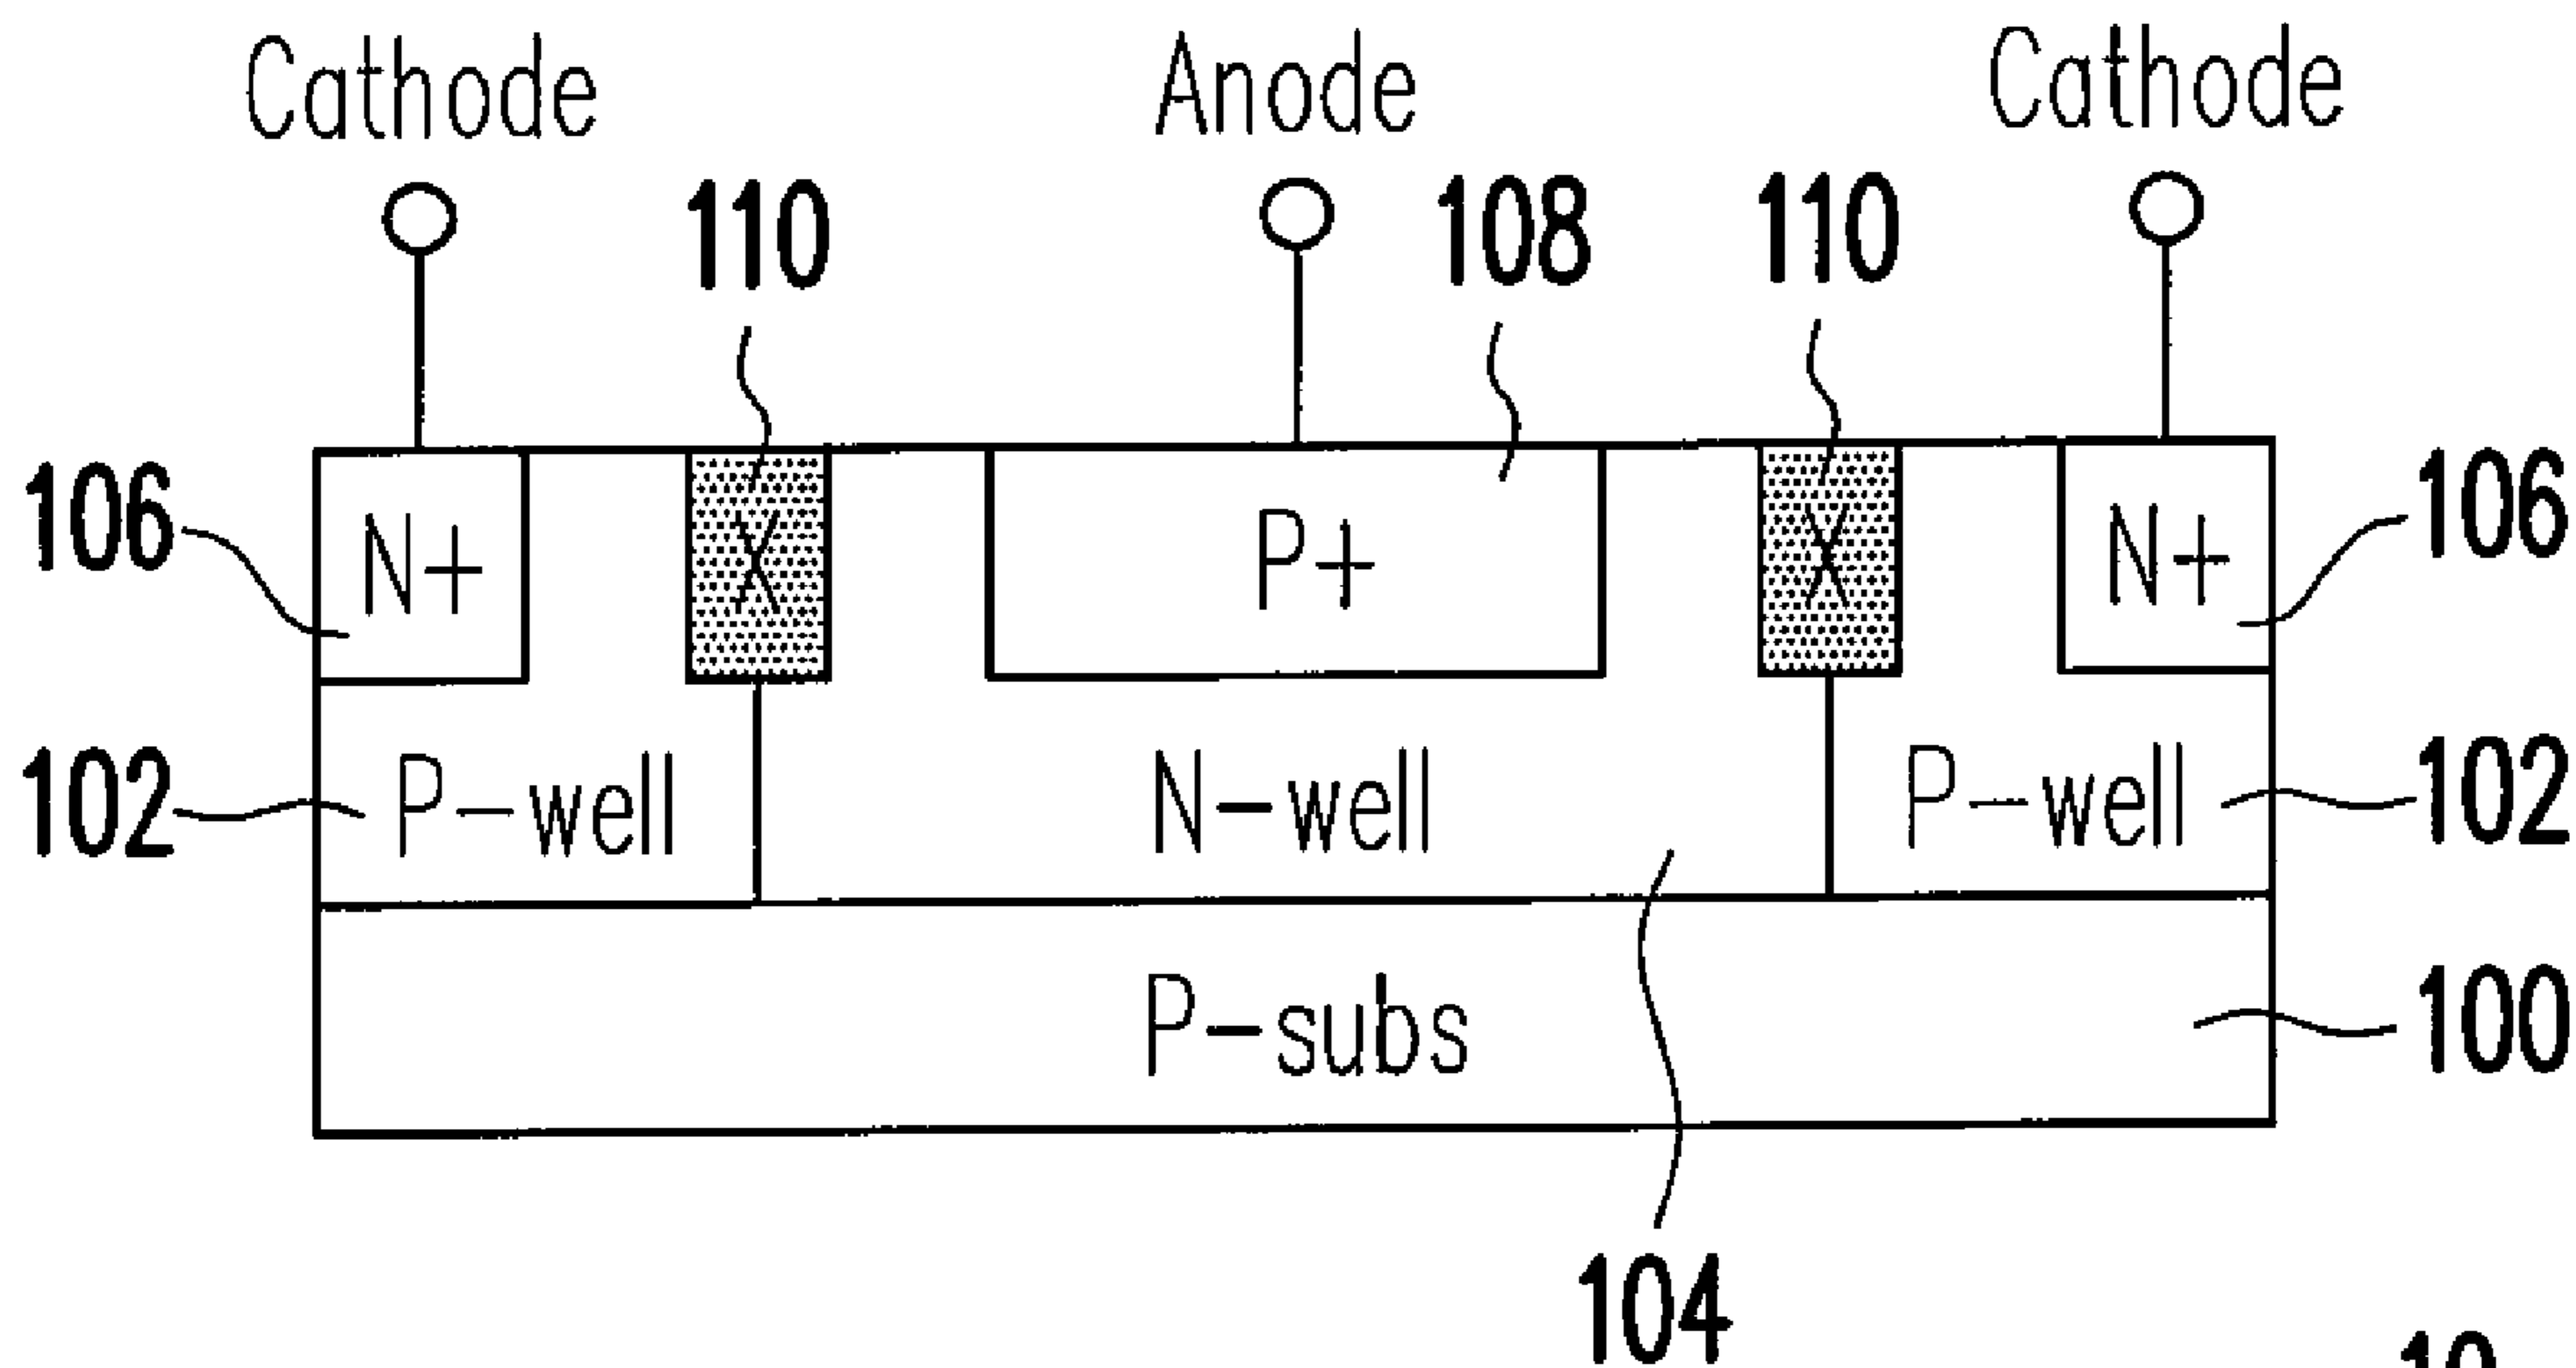 Cathode Anode Cathode
110 108 110
106 N+ X P+ X N+ 106
102 P-well N-well P-well 102
P-subs 100
104